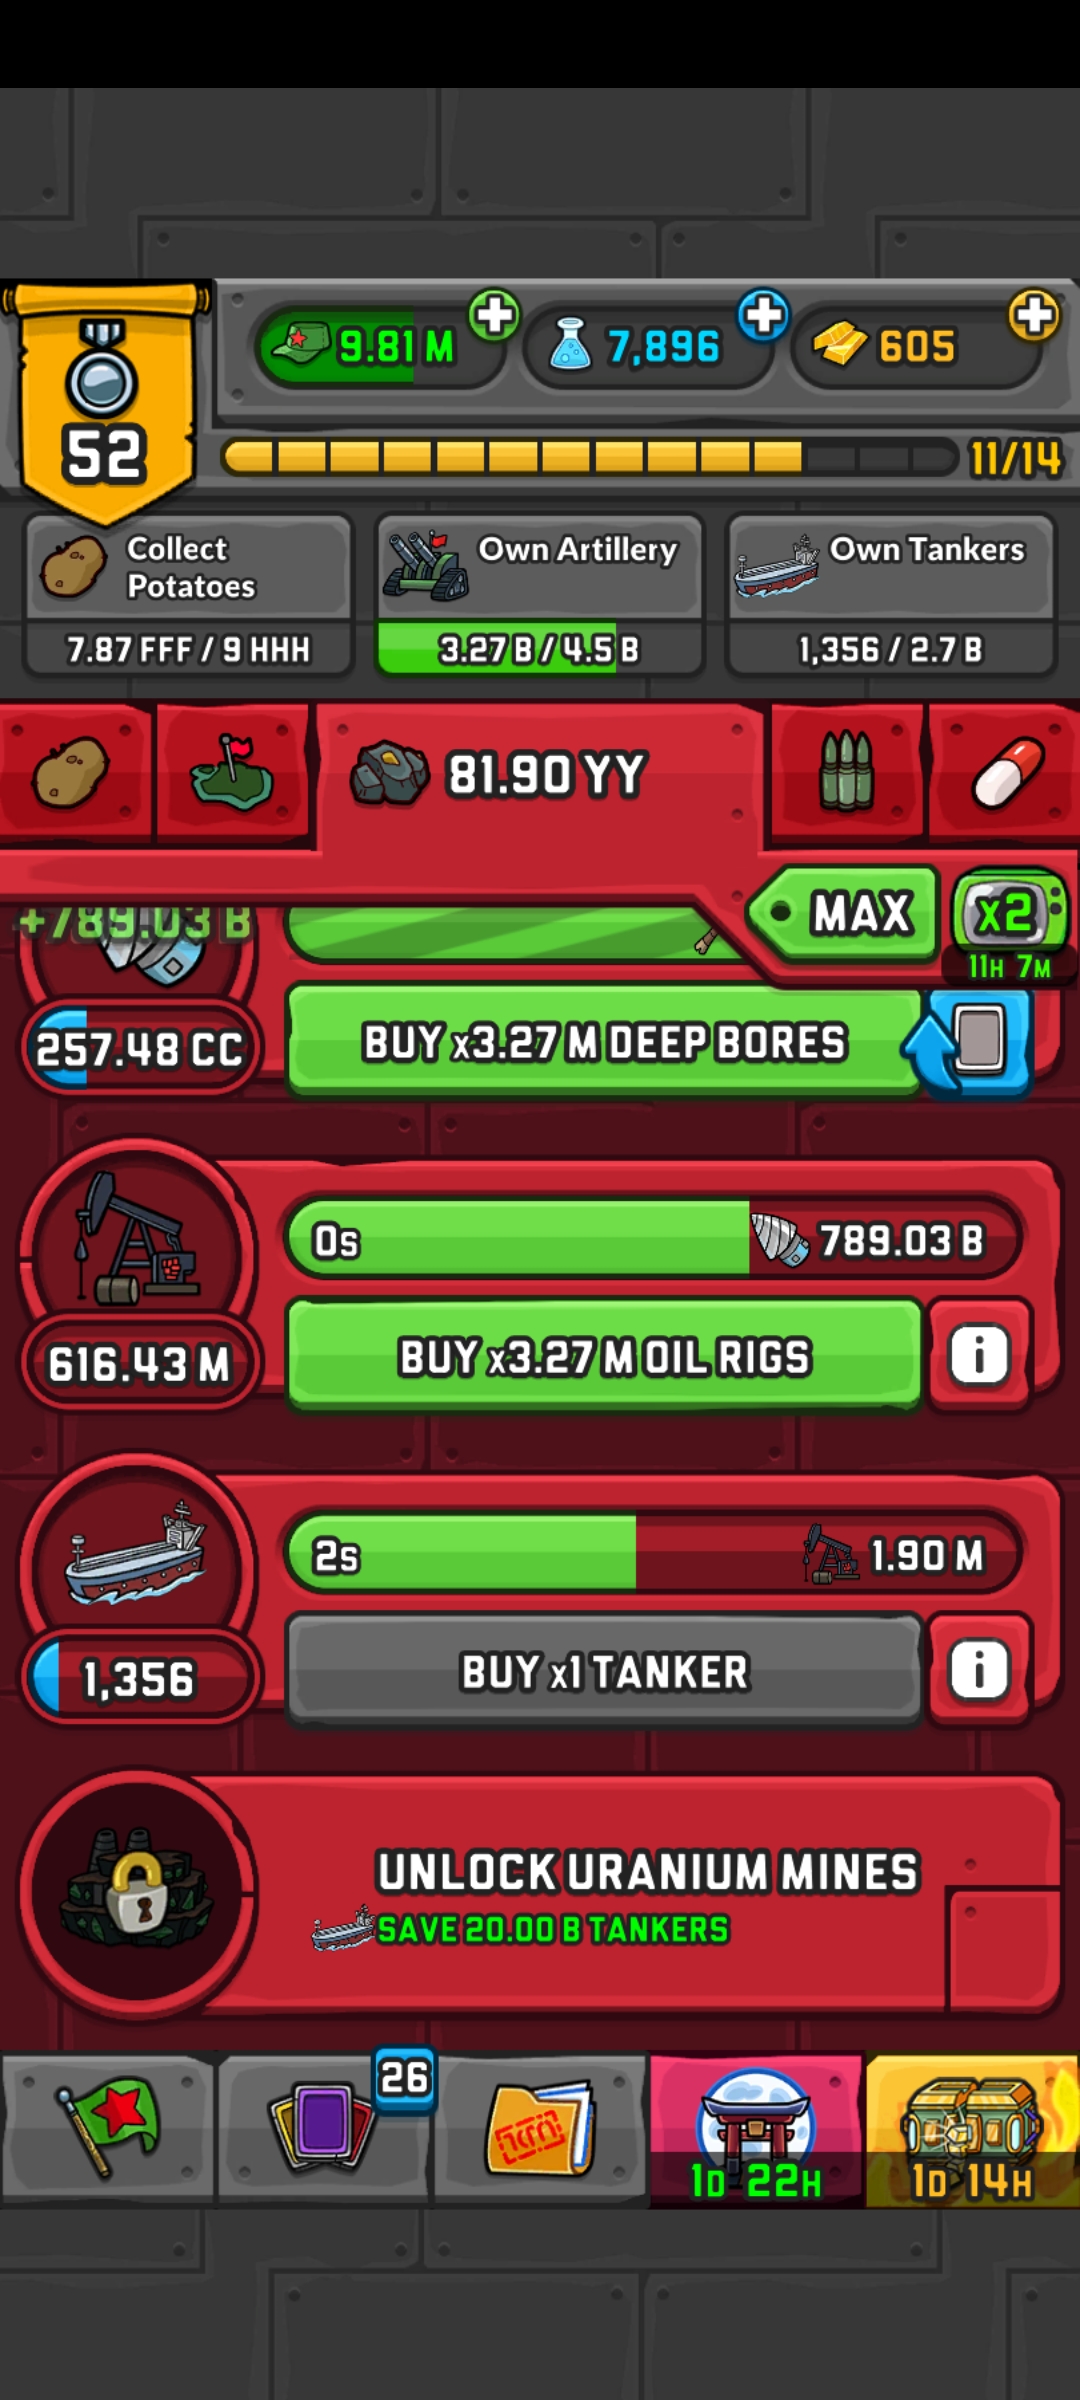 9.81 M
7,896
605
52
11/14
Collect
Potatoes
7.87 FFF / 9 HHH
Own Artillery
3.27 B / 4.5 B
Own Tankers
1,356 / 2.7 B
81.90 YY
MAX
x2
11H 7M
+789.03 B
257.48 CC
BUY x3.27 M DEEP BORES
0s
789.03 B
616.43 M
BUY x3.27 M OIL RIGS
i
2s
1.90 M
1,356
BUY x1 TANKER
i
UNLOCK URANIUM MINES
SAVE 20.00 B TANKERS
26
1D 22H
1D 14H